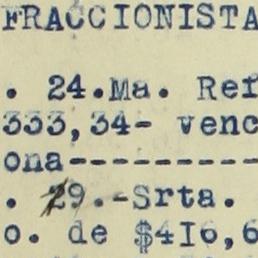 FRACCIONISTA
. 24.Ma. Ref
333,34- venc
ona-----------
. 29.-Srta.
o. de $416,6